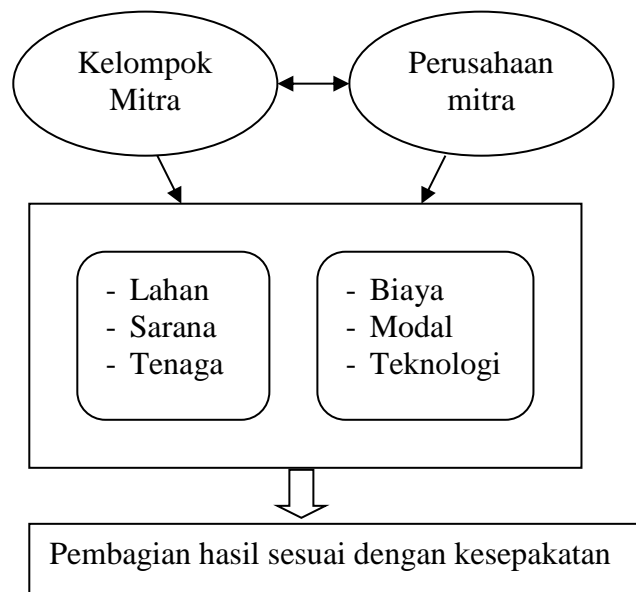 Kelompok
Mitra
Perusahaan
mitra
- Lahan
- Sarana
- Tenaga
- Biaya
- Modal
- Teknologi
Pembagian hasil sesuai dengan kesepakatan